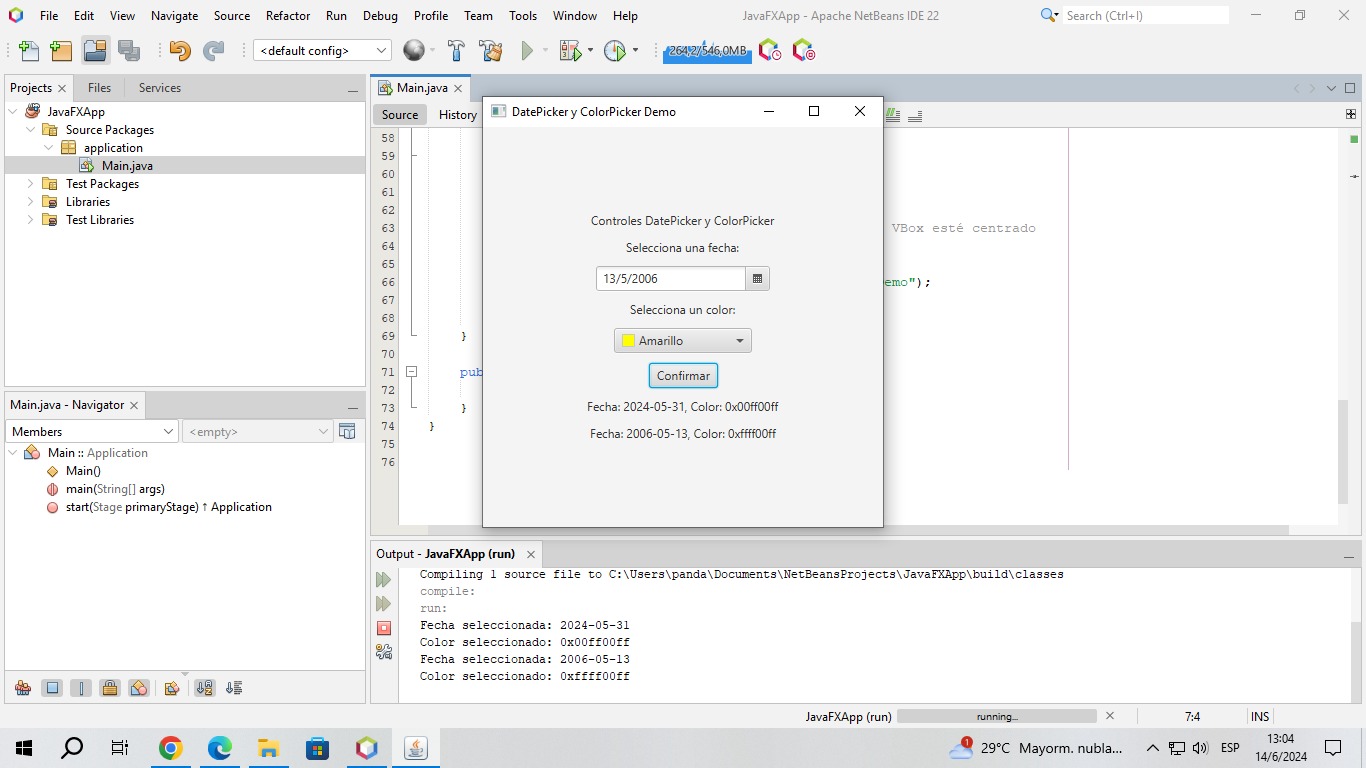 File Edit View Navigate Source Refactor Run Debug Profile Team Tools Window Help
JavaFXApp - Apache NetBeans IDE 22
Search (Ctrl+I)
<default config>
264,2/546,0MB
Projects
Files
Services
Main.java
JavaFXApp
Source Packages
application
Main.java
Test Packages
Libraries
Test Libraries
Source
History
58
59
60
61
62
63
VBox esté centrado
64
65
66
emo");
67
68
69
}
70
71
pub
72
73
}
74
}
75
76
DatePicker y ColorPicker Demo
Controles DatePicker y ColorPicker
Selecciona una fecha:
13/5/2006
Selecciona un color:
Amarillo
Confirmar
Fecha: 2024-05-31, Color: 0x00ff00ff
Fecha: 2006-05-13, Color: 0xffff00ff
Main.java - Navigator
Members
<empty>
Main :: Application
Main()
main(String[] args)
start(Stage primaryStage) ↑ Application
Output - JavaFXApp (run)
Compiling 1 source file to C:\Users\panda\Documents\NetBeansProjects\JavaFXApp\build\classes
compile:
run:
Fecha seleccionada: 2024-05-31
Color seleccionado: 0x00ff00ff
Fecha seleccionada: 2006-05-13
Color seleccionado: 0xffff00ff
JavaFXApp (run)
running...
7:4
INS
1
29°C Mayorm. nubla...
ESP
13:04
14/6/2024